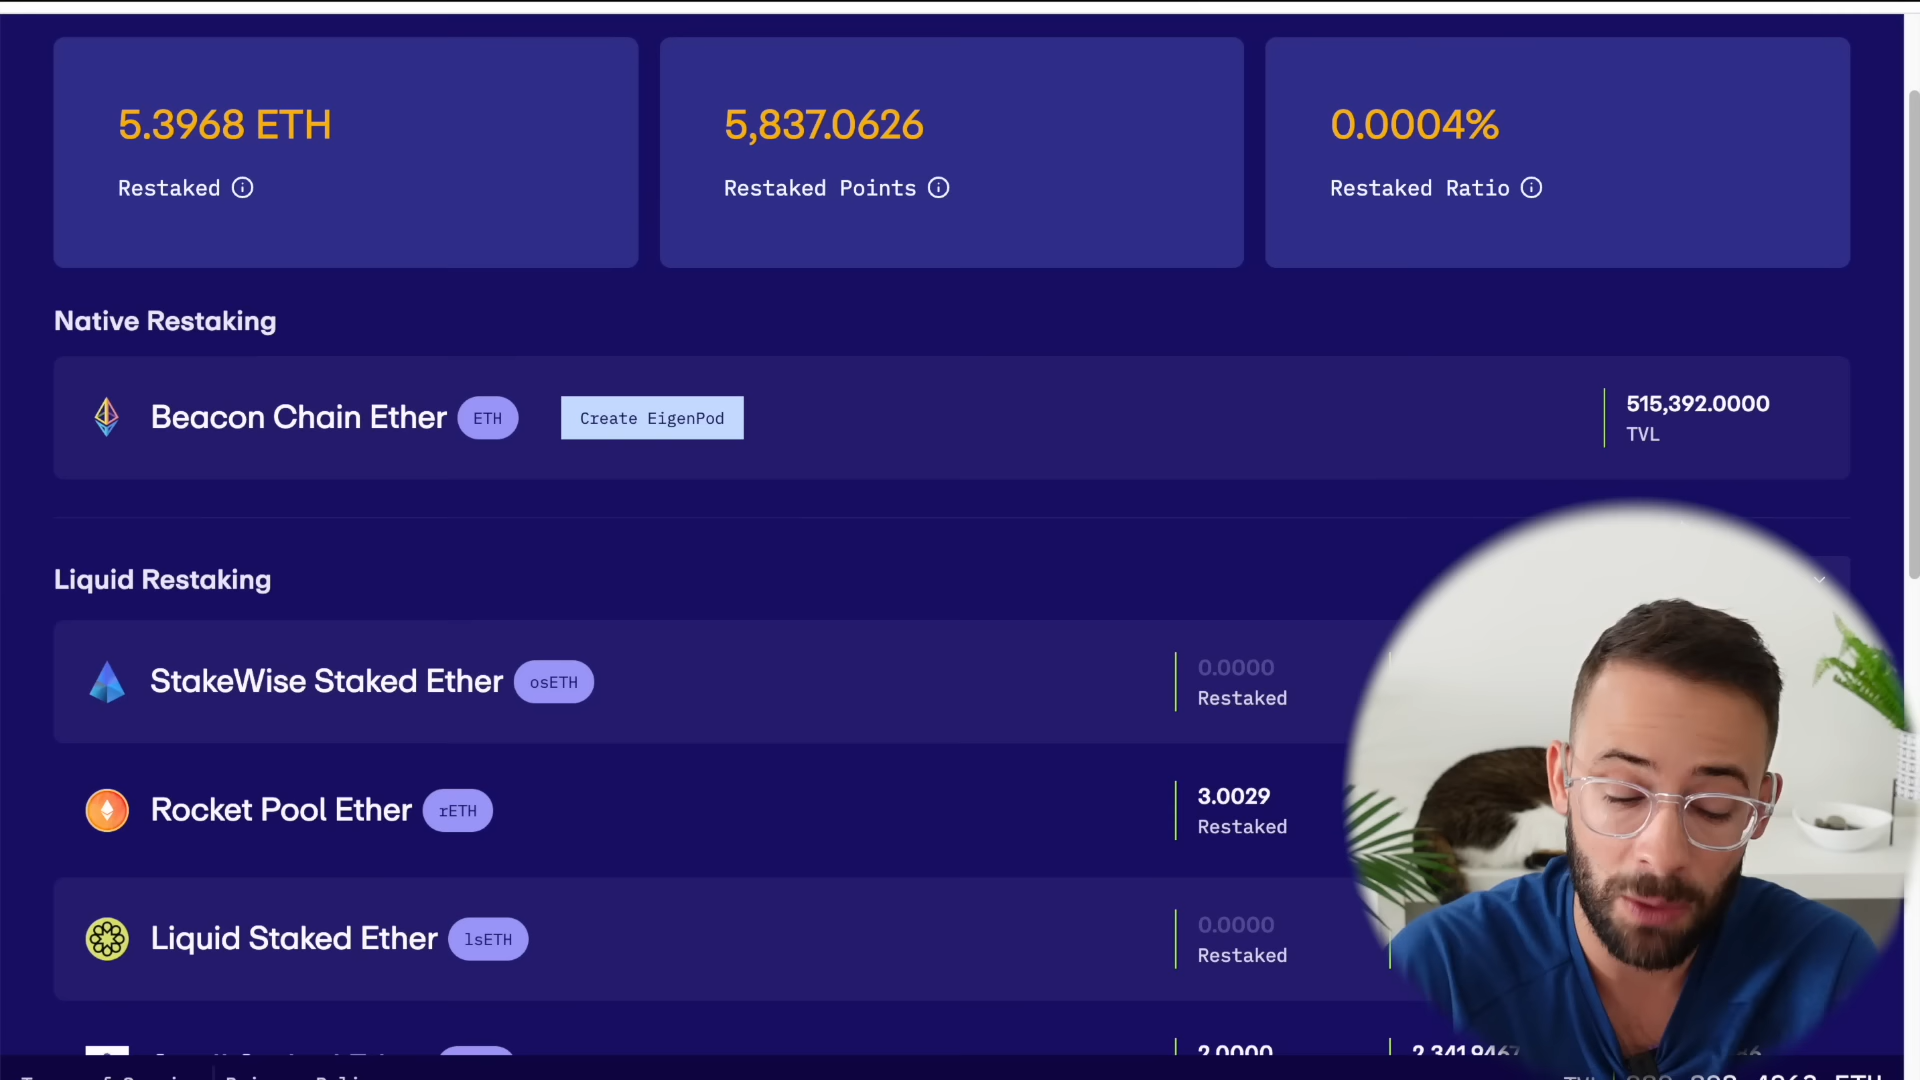 5.3968 ETH
Restaked
5,837.0626
Restaked Points
0.0004%
Restaked Ratio
Native Restaking
Beacon Chain Ether ETH
Create EigenPod
515,392.0000
TVL
Liquid Restaking
StakeWise Staked Ether osETH
0.0000
Restaked
Rocket Pool Ether rETH
3.0029
Restaked
Liquid Staked Ether lsETH
0.0000
Restaked
2.0000